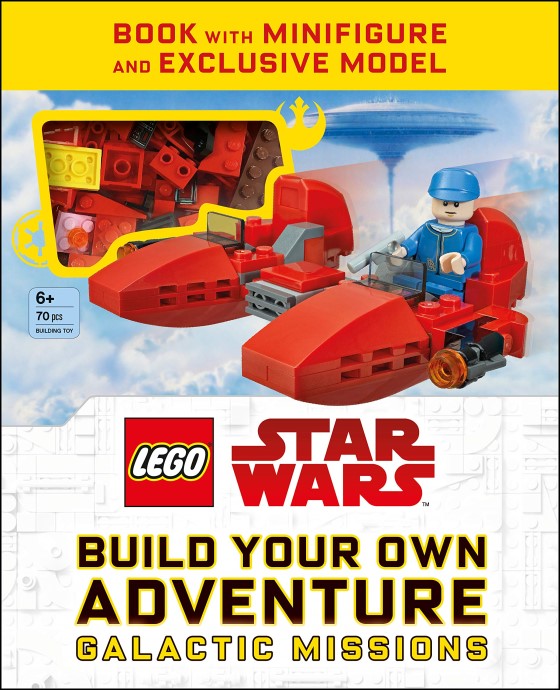 BOOK WITH MINIFIGURE
AND EXCLUSIVE MODEL
6+
70 pcs
BUILDING TOY
LEGO
STAR
WARS™
BUILD YOUR OWN
ADVENTURE
GALACTIC MISSIONS